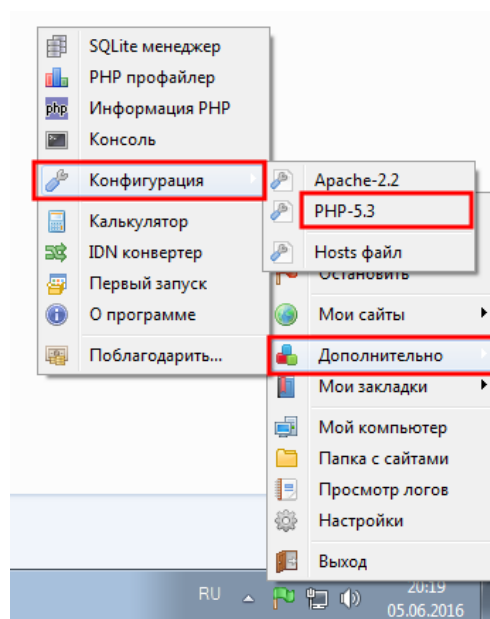 SQLite менеджер
PHP профайлер
php
Информация PHP
Консоль
Конфигурация
Калькулятор
IDN конвертер
Первый запуск
О программе
Поблагодарить...
Apache-2.2
PHP-5.3
Hosts файл
Остановить
Мои сайты
Дополнительно
Мои закладки
Мой компьютер
Папка с сайтами
Просмотр логов
Настройки
Выход
RU
20:19
05.06.2016